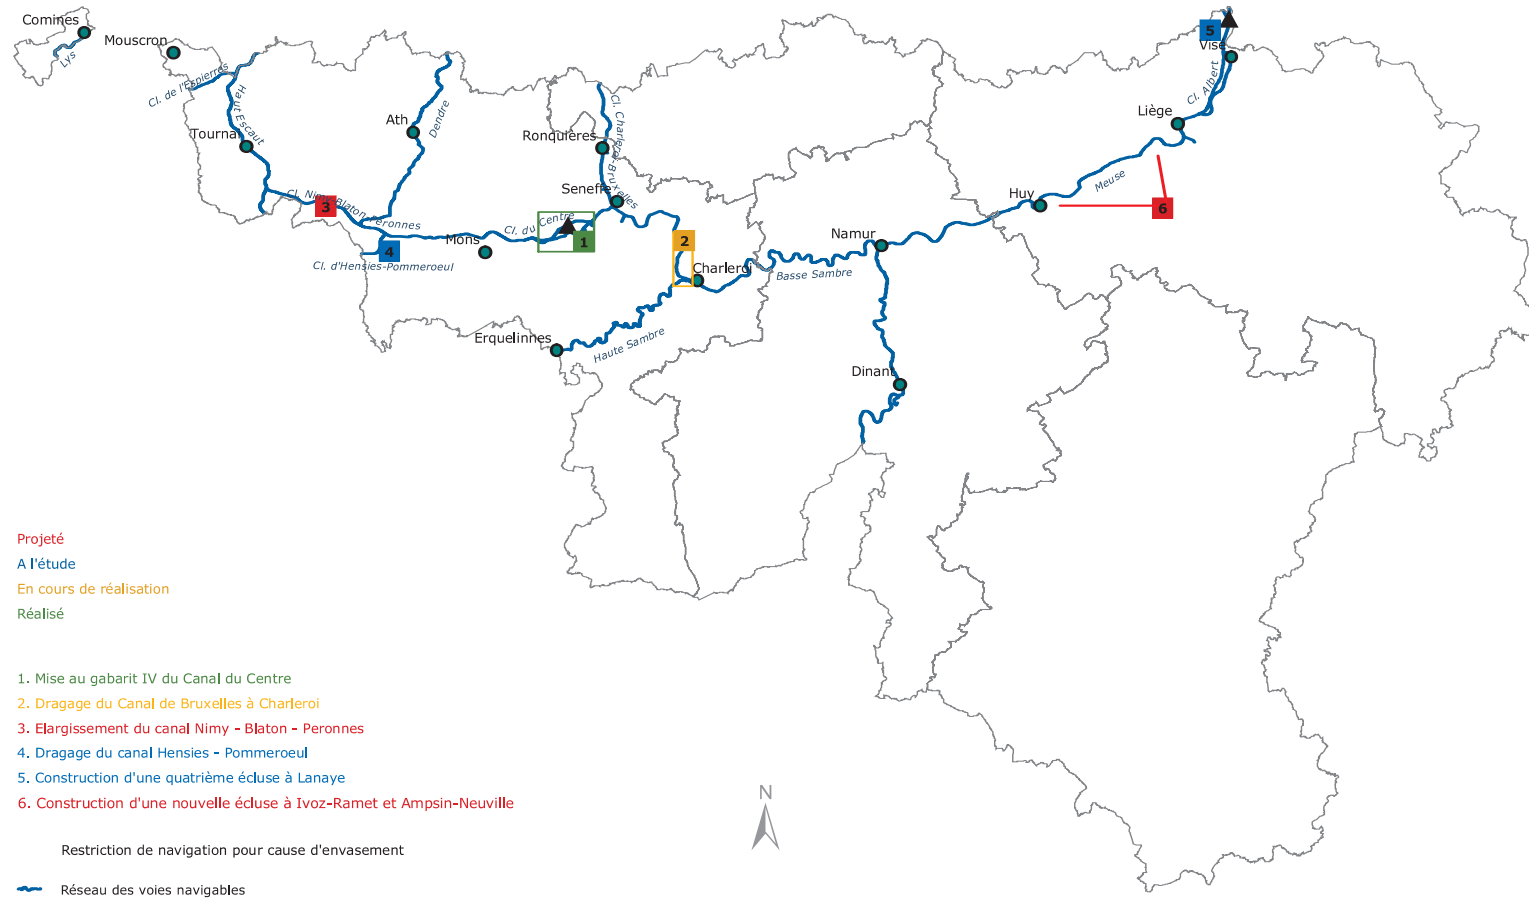 Comines
Mouscron
Lys
Cl. de l'Espierres
Haut Escaut
Tournai
Ath
Dendre
Cl. Charleroi-Bruxelles
Ronquières
Seneffe
5
Visé
Cl. Albert
Liège
Meuse
Huy
6
Cl. Nimy-Blaton-Péronnes
3
Cl. du Centre
1
2
4
Mons
Namur
Charleroi
Basse Sambre
Cl. d'Hensies-Pommeroeul
Erquelinnes
Haute Sambre
Dinant
Projeté
A l'étude
En cours de réalisation
Réalisé
1. Mise au gabarit IV du Canal du Centre
2. Dragage du Canal de Bruxelles à Charleroi
3. Elargissement du canal Nimy - Blaton - Peronnes
4. Dragage du canal Hensies - Pommeroeul
5. Construction d'une quatrième écluse à Lanaye
6. Construction d'une nouvelle écluse à Ivoz-Ramet et Ampsin-Neuville
N
Restriction de navigation pour cause d'envasement
Réseau des voies navigables